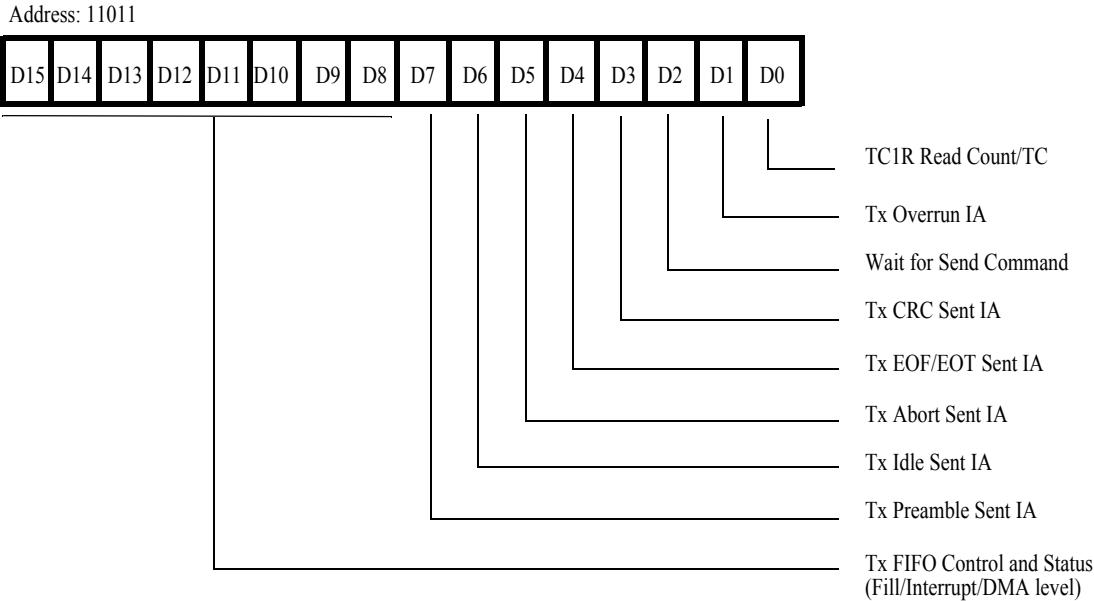 Address: 11011
D15 D14 D13 D12 D11 D10 D9 D8 D7 D6 D5 D4 D3 D2 D1 D0
TC1R Read Count/TC
Tx Overrun IA
Wait for Send Command
Tx CRC Sent IA
Tx EOF/EOT Sent IA
Tx Abort Sent IA
Tx Idle Sent IA
Tx Preamble Sent IA
Tx FIFO Control and Status
(Fill/Interrupt/DMA level)